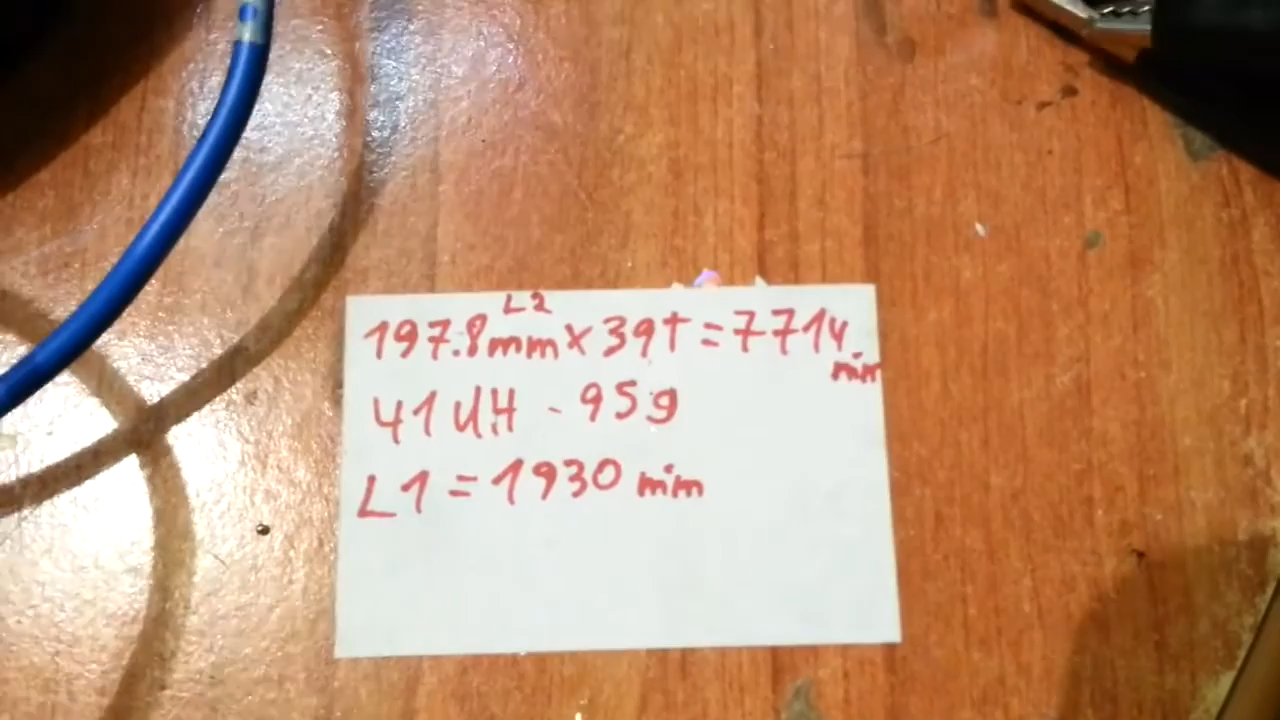 L2
197.8mm x 39T = 7714 mm
41UH - 95g
L1 = 1930 mm